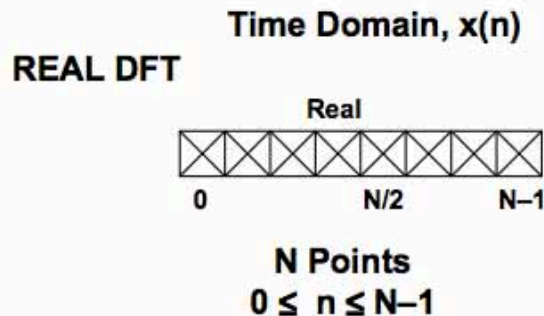 Time Domain, x(n)
REAL DFT
Real
0 N/2 N–1
N Points
0 ≤ n ≤ N–1